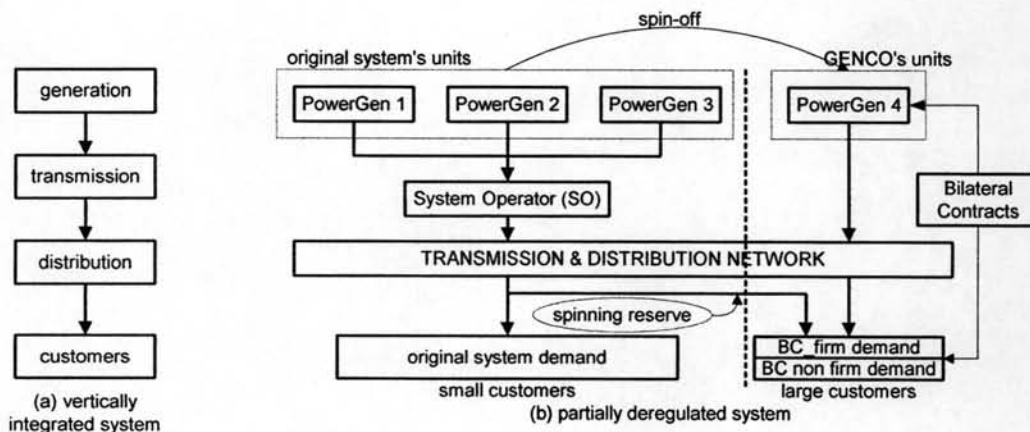 generation
transmission
distribution
customers
(a) vertically
integrated system
spin-off
original system's units
GENCO's units
PowerGen 1
PowerGen 2
PowerGen 3
PowerGen 4
System Operator (SO)
Bilateral
Contracts
TRANSMISSION & DISTRIBUTION NETWORK
spinning reserve
original system demand
small customers
BC_firm demand
BC non firm demand
large customers
(b) partially deregulated system